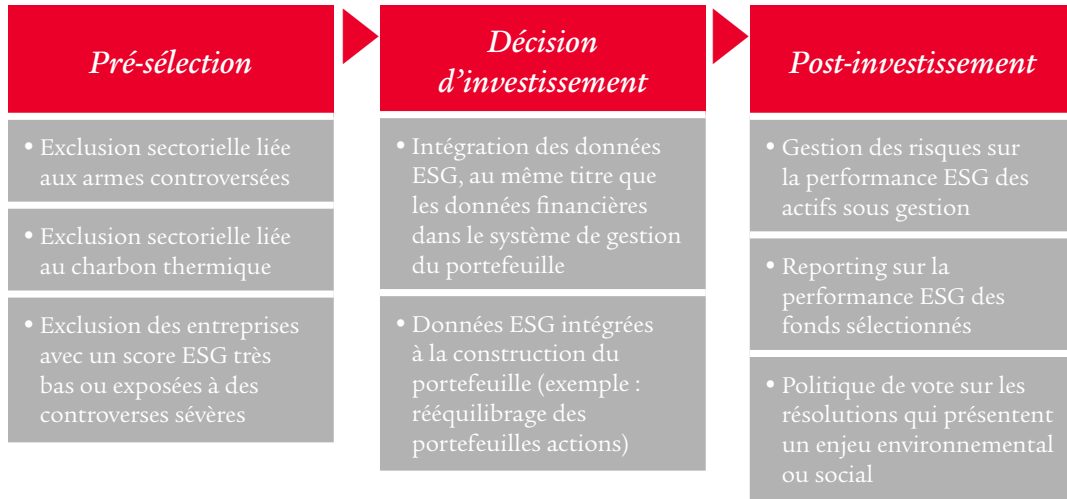 Pré-sélection
• Exclusion sectorielle liée
aux armes controversées
• Exclusion sectorielle liée
au charbon thermique
• Exclusion des entreprises
avec un score ESG très
bas ou exposées à des
controverses sévères
Décision
d’investissement
• Intégration des données
ESG, au même titre que
les données financières
dans le système de gestion
du portefeuille
• Données ESG intégrées
à la construction du
portefeuille (exemple :
rééquilibrage des
portefeuilles actions)
Post-investissement
• Gestion des risques sur
la performance ESG des
actifs sous gestion
• Reporting sur la
performance ESG des
fonds sélectionnés
• Politique de vote sur les
résolutions qui présentent
un enjeu environnemental
ou social